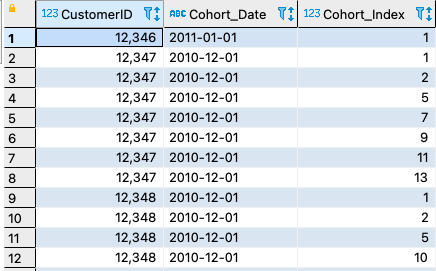 123 CustomerID ABC Cohort_Date 123 Cohort_Index
1 12,346 2011-01-01 1
2 12,347 2010-12-01 1
3 12,347 2010-12-01 2
4 12,347 2010-12-01 5
5 12,347 2010-12-01 7
6 12,347 2010-12-01 9
7 12,347 2010-12-01 11
8 12,347 2010-12-01 13
9 12,348 2010-12-01 1
10 12,348 2010-12-01 2
11 12,348 2010-12-01 5
12 12,348 2010-12-01 10